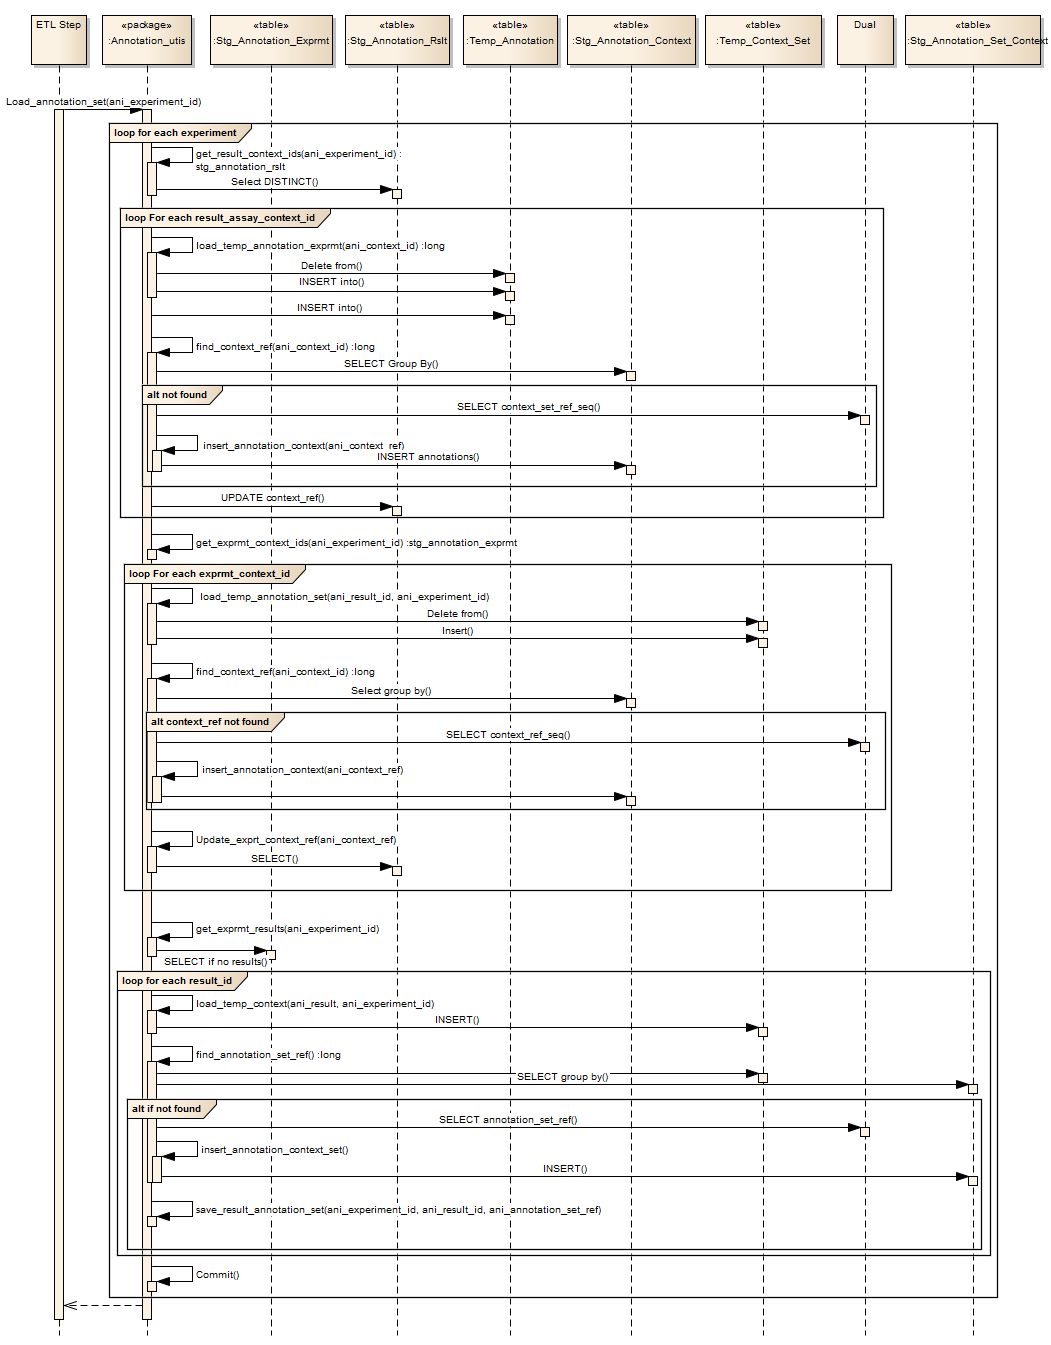 ETL Step
«package»
:Annotation_utis
«table»
:Stg_Annotation_Exprmt
«table»
:Stg_Annotation_Rslt
«table»
:Temp_Annotation
«table»
:Stg_Annotation_Context
«table»
:Temp_Context_Set
Dual
«table»
:Stg_Annotation_Set_Context
Load_annotation_set(ani_experiment_id)
loop for each experiment
get_result_context_ids(ani_experiment_id) :
stg_annotation_rslt
Select DISTINCT()
loop For each result_assay_context_id
load_temp_annotation_exprmt(ani_context_id) :long
Delete from()
INSERT into()
INSERT into()
find_context_ref(ani_context_id) :long
SELECT Group By()
alt not found
SELECT context_set_ref_seq()
insert_annotation_context(ani_context_ref)
INSERT annotations()
UPDATE context_ref()
get_exprmt_context_ids(ani_experiment_id) :stg_annotation_exprmt
loop For each exprmt_context_id
load_temp_annotation_set(ani_result_id, ani_experiment_id)
Delete from()
Insert()
find_context_ref(ani_context_id) :long
Select group by()
alt context_ref not found
SELECT context_ref_seq()
insert_annotation_context(ani_context_ref)
Update_exprt_context_ref(ani_context_ref)
SELECT()
get_exprmt_results(ani_experiment_id)
SELECT if no results()
loop for each result_id
load_temp_context(ani_result, ani_experiment_id)
INSERT()
find_annotation_set_ref() :long
SELECT group by()
alt if not found
SELECT annotation_set_ref()
insert_annotation_context_set()
INSERT()
save_result_annotation_set(ani_experiment_id, ani_result_id, ani_annotation_set_ref)
Commit()